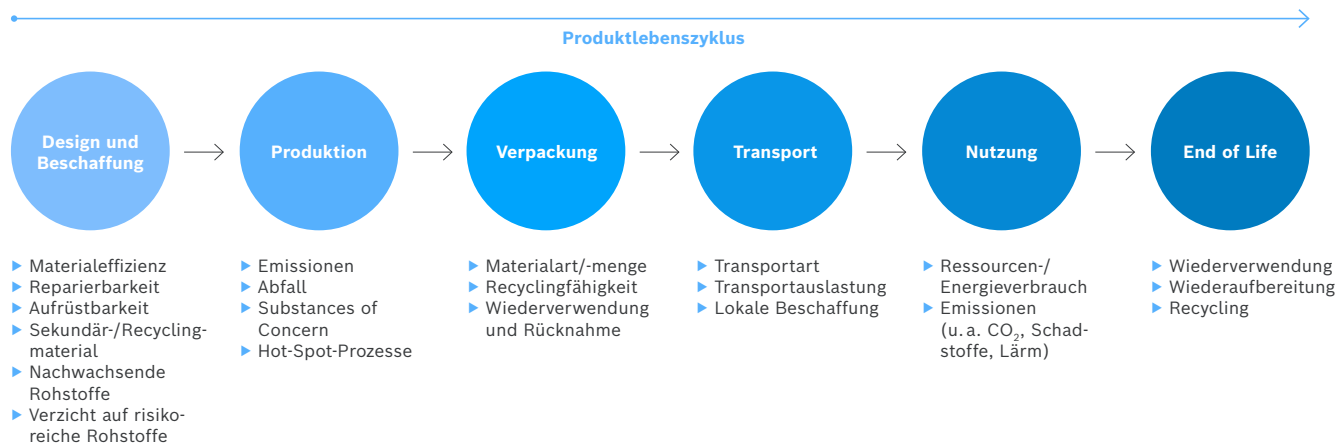 Produktlebenszyklus
Design und
Beschaffung
Produktion
Verpackung
Transport
Nutzung
End of Life
▶ Materialeffizienz
▶ Reparierbarkeit
▶ Aufrüstbarkeit
▶ Sekundär-/Recycling-
material
▶ Nachwachsende
Rohstoffe
▶ Verzicht auf risiko-
reiche Rohstoffe
▶ Emissionen
▶ Abfall
▶ Substances of
Concern
▶ Hot-Spot-Prozesse
▶ Materialart/-menge
▶ Recyclingfähigkeit
▶ Wiederverwendung
und Rücknahme
▶ Transportart
▶ Transportauslastung
▶ Lokale Beschaffung
▶ Ressourcen-/
Energieverbrauch
▶ Emissionen
(u. a. CO₂, Schad-
stoffe, Lärm)
▶ Wiederverwendung
▶ Wiederaufbereitung
▶ Recycling